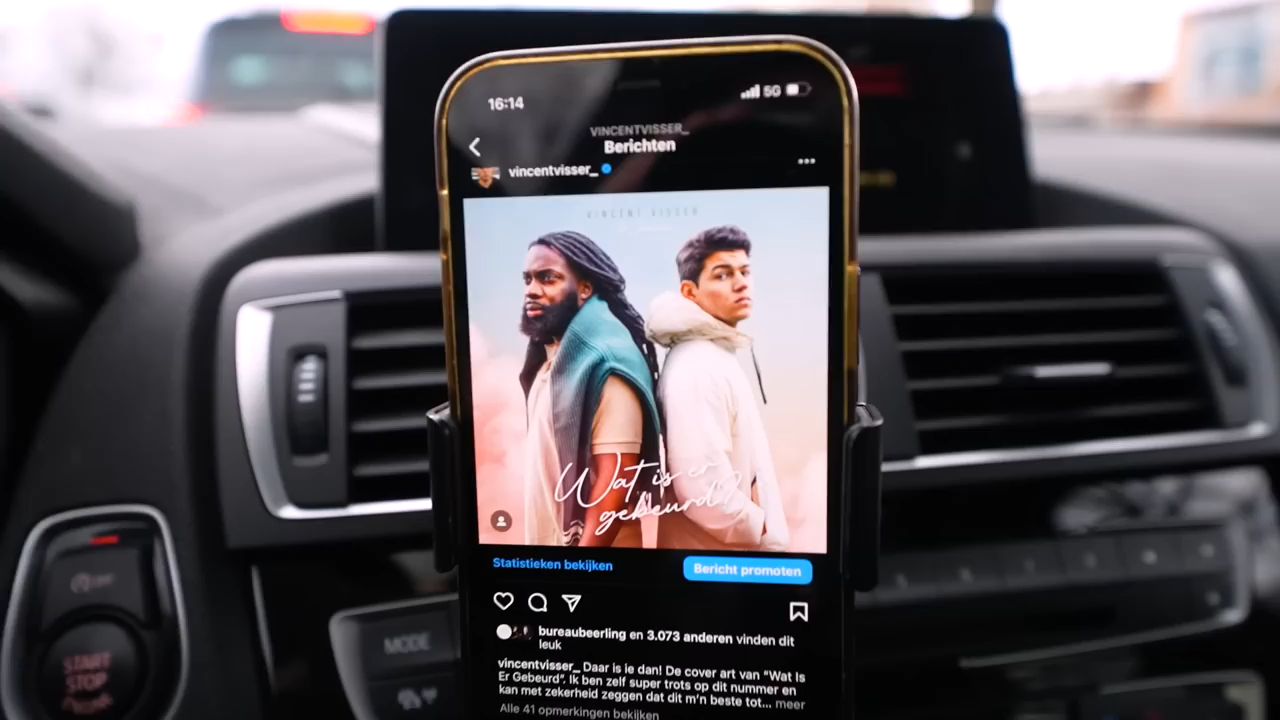 16:14
5G
VINCENTVISSER_
Berichten
vincentvisser_
VINCENT VISSER
Wat is er
gebeurd?
Statistieken bekijken
Bericht promoten
bureaubeerling en 3.073 anderen vinden dit
leuk
vincentvisser_ Daar is ie dan! De cover art van “Wat Is
Er Gebeurd”. Ik ben zelf super trots op dit nummer en
kan met zekerheid zeggen dat dit m’n beste tot... meer
Alle 41 opmerkingen bekijken
MODE
START
STOP